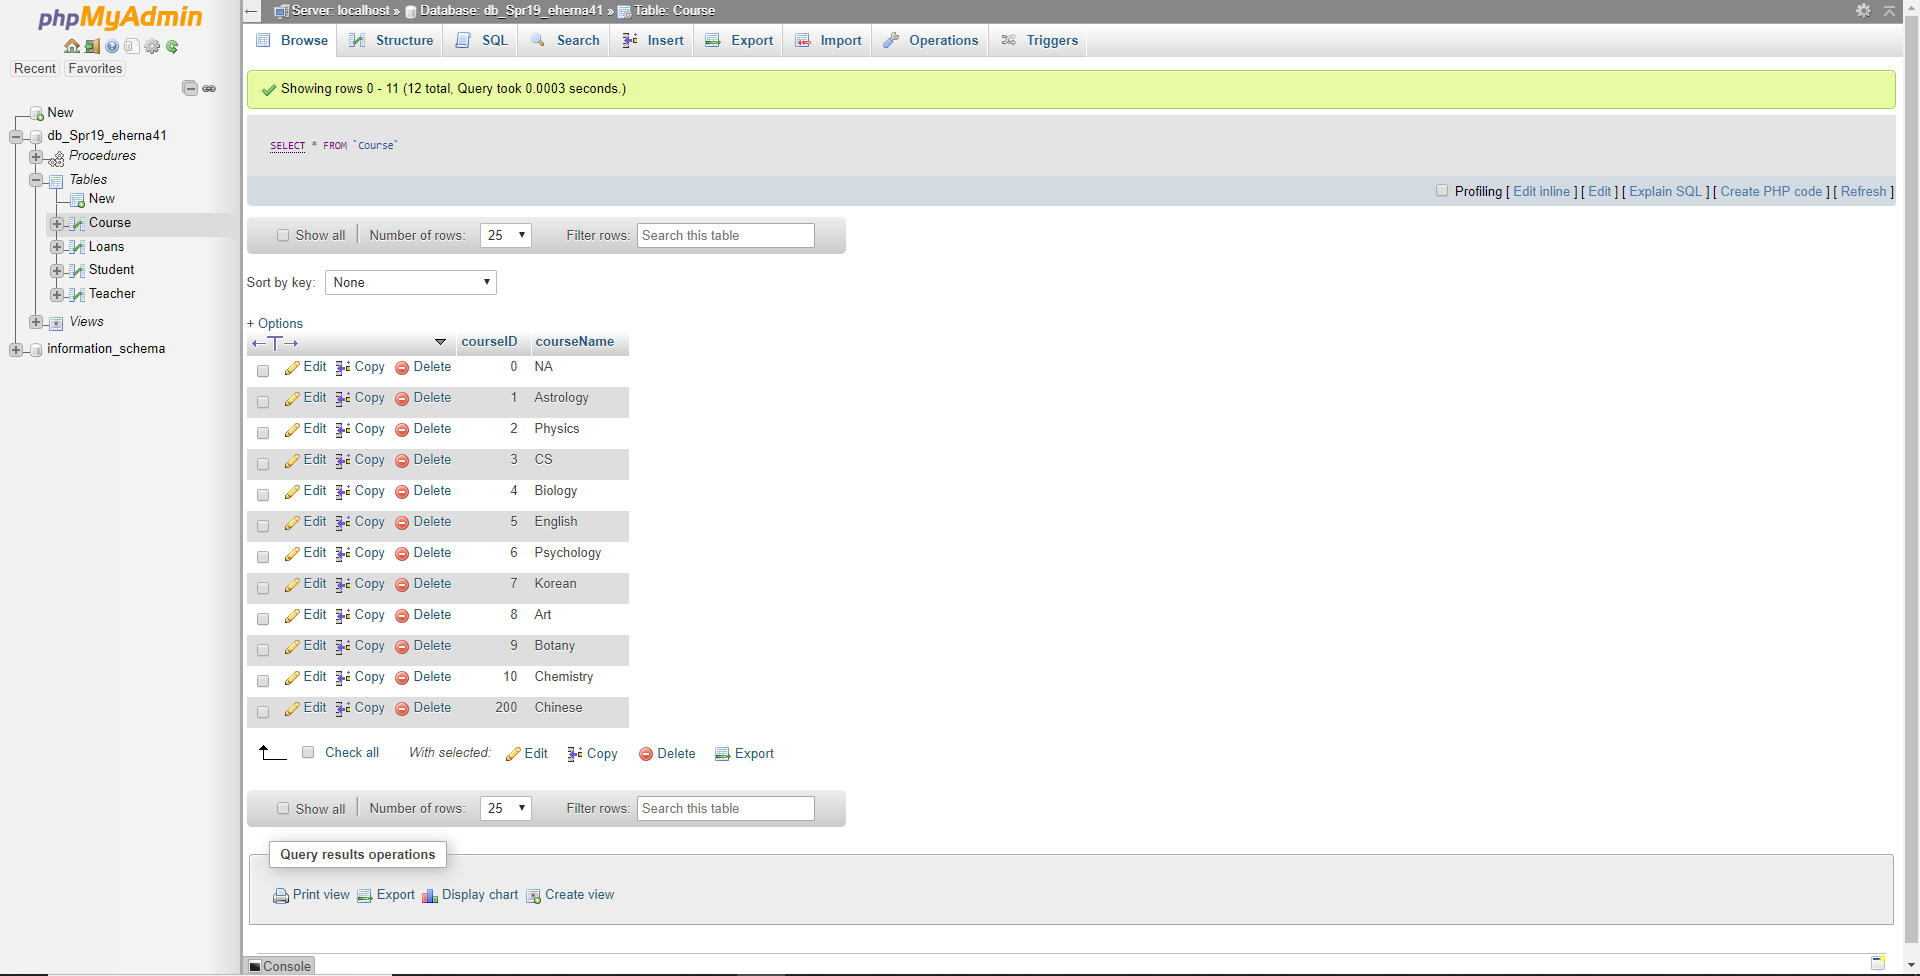 phpMyAdmin
Recent Favorites
New
db_Spr19_eherna41
Procedures
Tables
New
Course
Loans
Student
Teacher
Views
information_schema
Server: localhost » Database: db_Spr19_eherna41 » Table: Course
Browse Structure SQL Search Insert Export Import Operations Triggers
Showing rows 0 - 11 (12 total, Query took 0.0003 seconds.)
SELECT * FROM `Course`
Profiling [ Edit inline ] [ Edit ] [ Explain SQL ] [ Create PHP code ] [ Refresh ]
Show all | Number of rows: 25 Filter rows: Search this table
Sort by key: None
+ Options
←T→ courseID courseName
Edit Copy Delete 0 NA
Edit Copy Delete 1 Astrology
Edit Copy Delete 2 Physics
Edit Copy Delete 3 CS
Edit Copy Delete 4 Biology
Edit Copy Delete 5 English
Edit Copy Delete 6 Psychology
Edit Copy Delete 7 Korean
Edit Copy Delete 8 Art
Edit Copy Delete 9 Botany
Edit Copy Delete 10 Chemistry
Edit Copy Delete 200 Chinese
Check all With selected: Edit Copy Delete Export
Show all | Number of rows: 25 Filter rows: Search this table
Query results operations
Print view Export Display chart Create view
Console